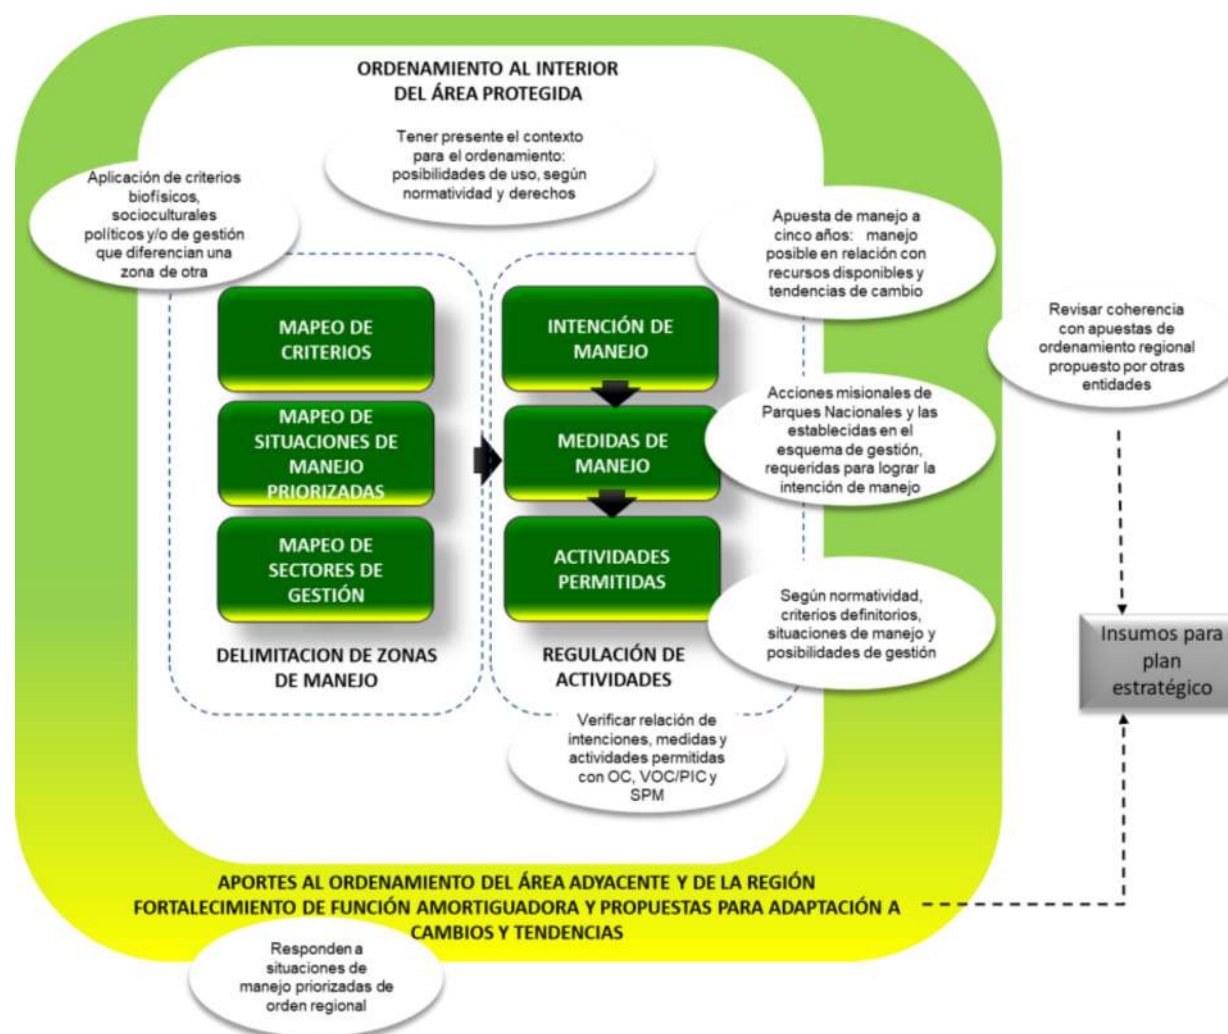 ORDENAMIENTO AL INTERIOR
DEL ÁREA PROTEGIDA
Tener presente el contexto
para el ordenamiento:
posibilidades de uso, según
normatividad y derechos
Aplicación de criterios
biofísicos,
socioculturales
políticos y/o de gestión
que diferencian una
zona de otra
Apuesta de manejo a
cinco años: manejo
posible en relación con
recursos disponibles y
tendencias de cambio
Revisar coherencia
con apuestas de
ordenamiento regional
propuesto por otras
entidades
MAPEO DE
CRITERIOS
INTENCIÓN DE
MANEJO
MAPEO DE
SITUACIONES DE
MANEJO
PRIORIZADAS
MEDIDAS DE
MANEJO
Acciones misionales de
Parques Nacionales y las
establecidas en el
esquema de gestión,
requeridas para lograr la
intención de manejo
MAPEO DE
SECTORES DE
GESTIÓN
ACTIVIDADES
PERMITIDAS
Según normatividad,
criterios definitorios,
situaciones de manejo y
posibilidades de gestión
DELIMITACION DE ZONAS
DE MANEJO
REGULACIÓN DE
ACTIVIDADES
Insumos para
plan
estratégico
Verificar relación de
intenciones, medidas y
actividades permitidas
con OC, VOC/PIC y
SPM
APORTES AL ORDENAMIENTO DEL ÁREA ADYACENTE Y DE LA REGIÓN
FORTALECIMIENTO DE FUNCIÓN AMORTIGUADORA Y PROPUESTAS PARA ADAPTACIÓN A
CAMBIOS Y TENDENCIAS
Responden a
situaciones de
manejo priorizadas de
orden regional